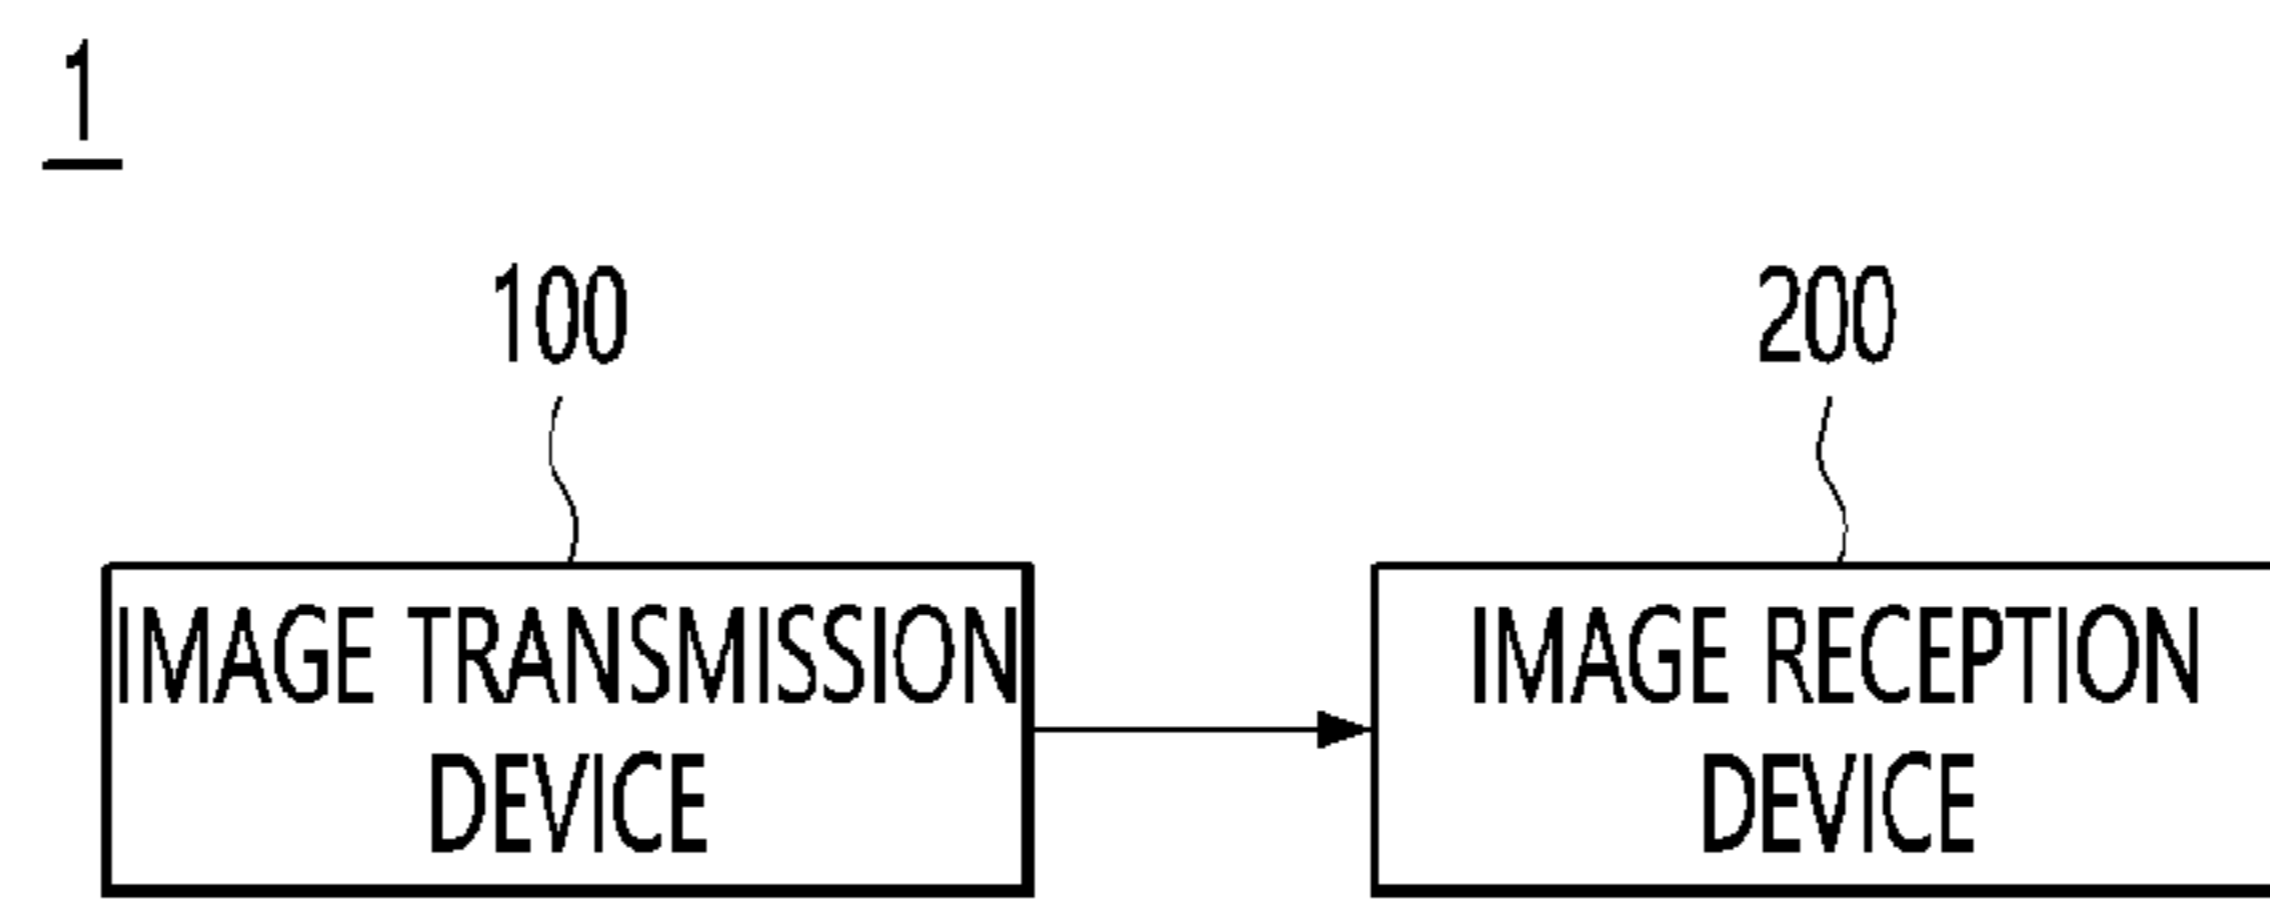 1
100
200
IMAGE TRANSMISSION
DEVICE
IMAGE RECEPTION
DEVICE